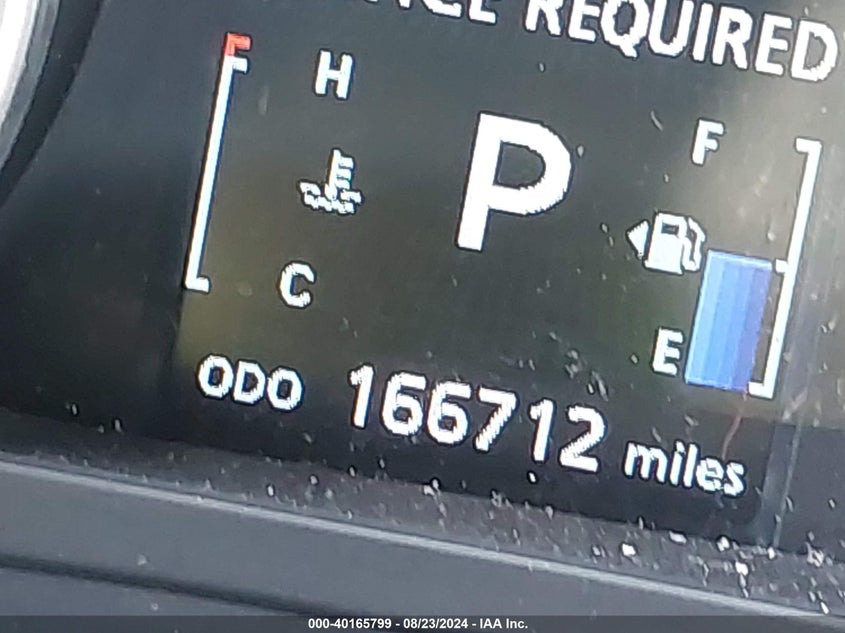 REQUIRED
H
P
F
C
E
ODO 166712 miles
000-40165799 - 08/23/2024 - IAA Inc.